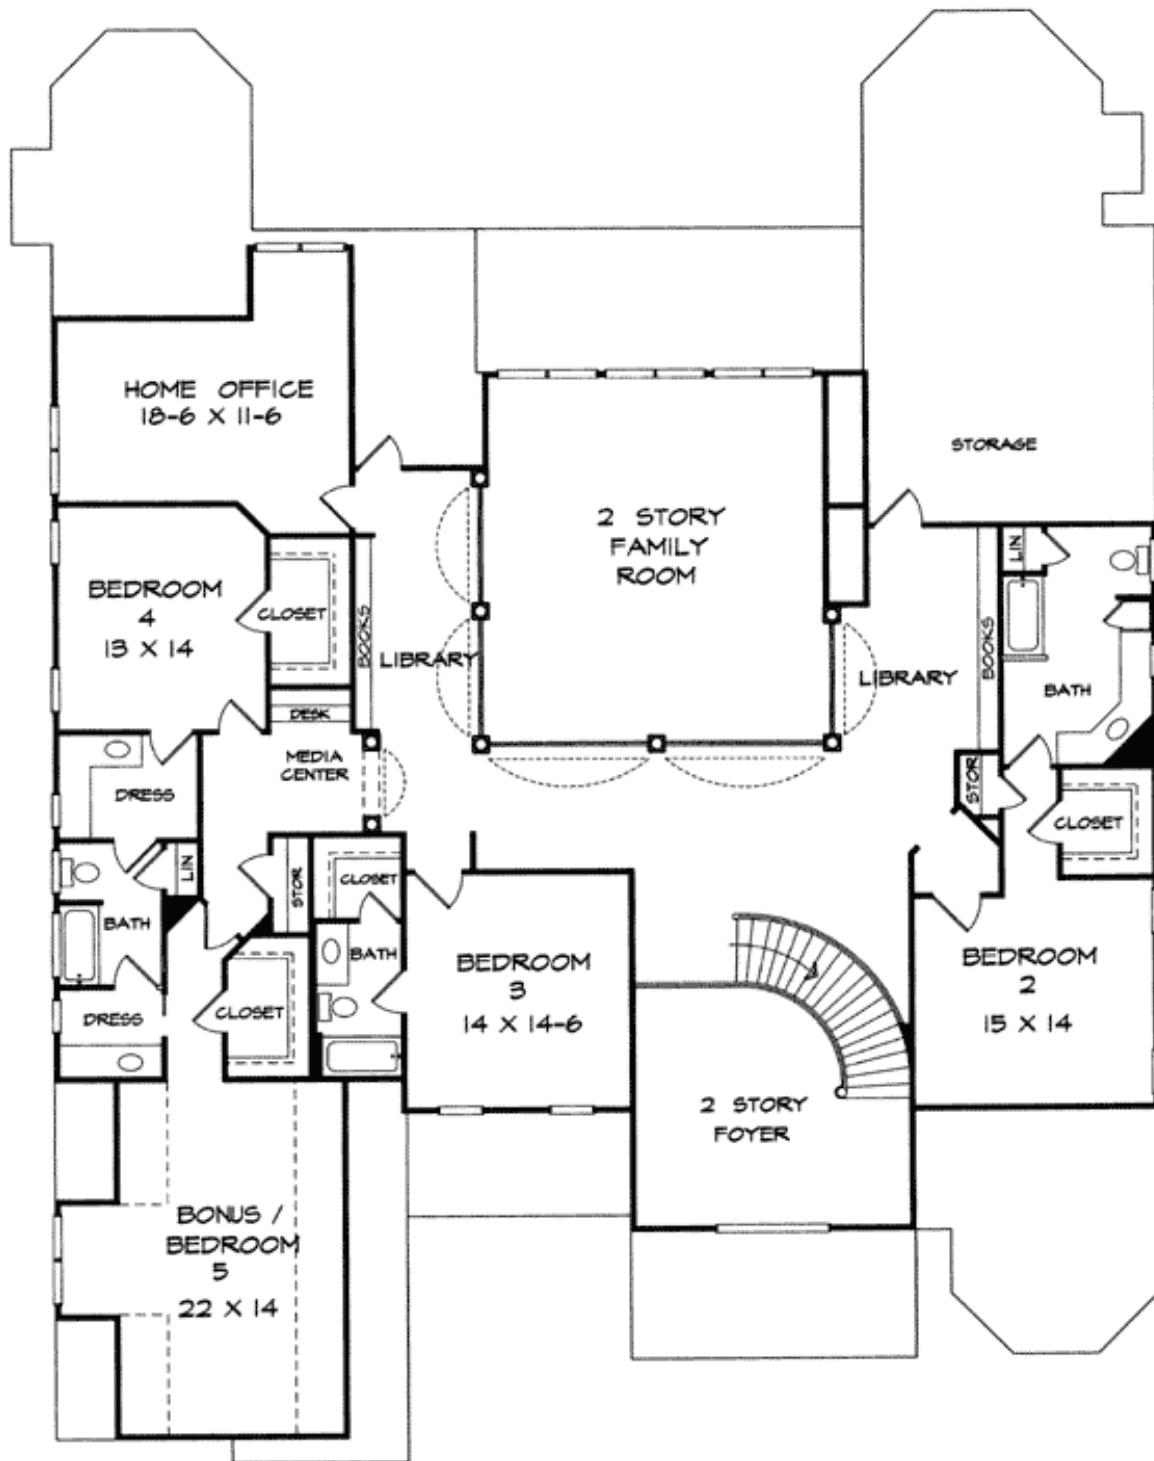 HOME OFFICE
18-6 X 11-6
STORAGE
2 STORY
FAMILY
ROOM
LIN
BEDROOM
4
13 X 14
CLOSET
BOOKS
LIBRARY
LIBRARY
BOOKS
BATH
DESK
MEDIA
CENTER
DRESS
STOR
CLOSET
LIN
STOR
CLOSET
BATH
BATH
BEDROOM
3
14 X 14-6
BEDROOM
2
15 X 14
DRESS
CLOSET
2 STORY
FOYER
BONUS /
BEDROOM
5
22 X 14